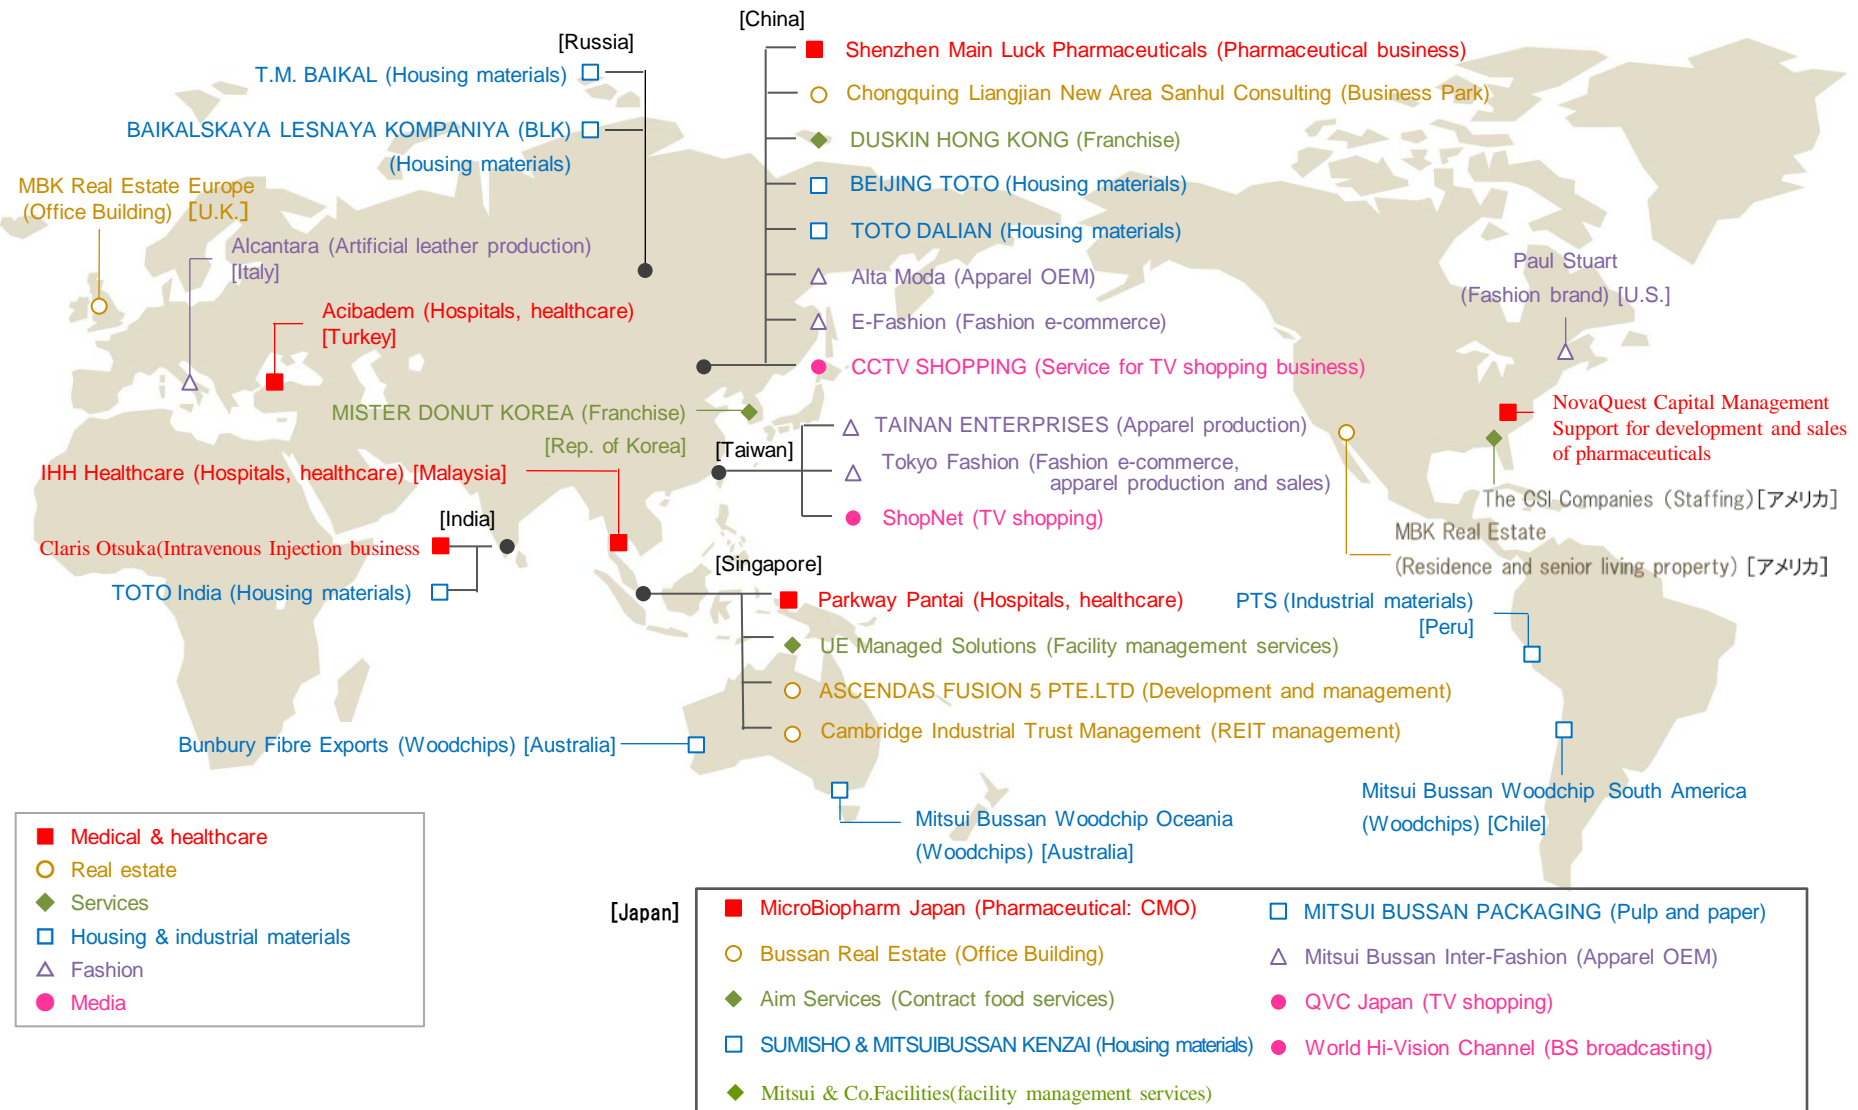 [China]
[Russia]
Shenzhen Main Luck Pharmaceuticals (Pharmaceutical business)
T.M. BAIKAL (Housing materials)
Chongquing Liangjian New Area Sanhul Consulting (Business Park)
BAIKALSKAYA LESNAYA KOMPANIYA (BLK)
(Housing materials)
DUSKIN HONG KONG (Franchise)
BEIJING TOTO (Housing materials)
MBK Real Estate Europe
(Office Building) [U.K.]
TOTO DALIAN (Housing materials)
Alcantara (Artificial leather production)
[Italy]
Alta Moda (Apparel OEM)
Paul Stuart
(Fashion brand) [U.S.]
Acibadem (Hospitals, healthcare)
[Turkey]
E-Fashion (Fashion e-commerce)
CCTV SHOPPING (Service for TV shopping business)
MISTER DONUT KOREA (Franchise)
[Rep. of Korea]
NovaQuest Capital Management
Support for development and sales
of pharmaceuticals
[Taiwan]
TAINAN ENTERPRISES (Apparel production)
Tokyo Fashion (Fashion e-commerce,
apparel production and sales)
ShopNet (TV shopping)
IHH Healthcare (Hospitals, healthcare) [Malaysia]
The CSI Companies (Staffing)[アメリカ]
MBK Real Estate
(Residence and senior living property) [アメリカ]
[India]
Claris Otsuka(Intravenous Injection business
TOTO India (Housing materials)
[Singapore]
Parkway Pantai (Hospitals, healthcare)
UE Managed Solutions (Facility management services)
ASCENDAS FUSION 5 PTE.LTD (Development and management)
Cambridge Industrial Trust Management (REIT management)
PTS (Industrial materials)
[Peru]
Bunbury Fibre Exports (Woodchips) [Australia]
Mitsui Bussan Woodchip Oceania
(Woodchips) [Australia]
Mitsui Bussan Woodchip South America
(Woodchips) [Chile]
Medical & healthcare
Real estate
Services
Housing & industrial materials
Fashion
Media
[Japan]
MicroBiopharm Japan (Pharmaceutical: CMO)
Bussan Real Estate (Office Building)
Aim Services (Contract food services)
SUMISHO & MITSUIBUSSAN KENZAI (Housing materials)
Mitsui & Co.Facilities(facility management services)
MITSUI BUSSAN PACKAGING (Pulp and paper)
Mitsui Bussan Inter-Fashion (Apparel OEM)
QVC Japan (TV shopping)
World Hi-Vision Channel (BS broadcasting)